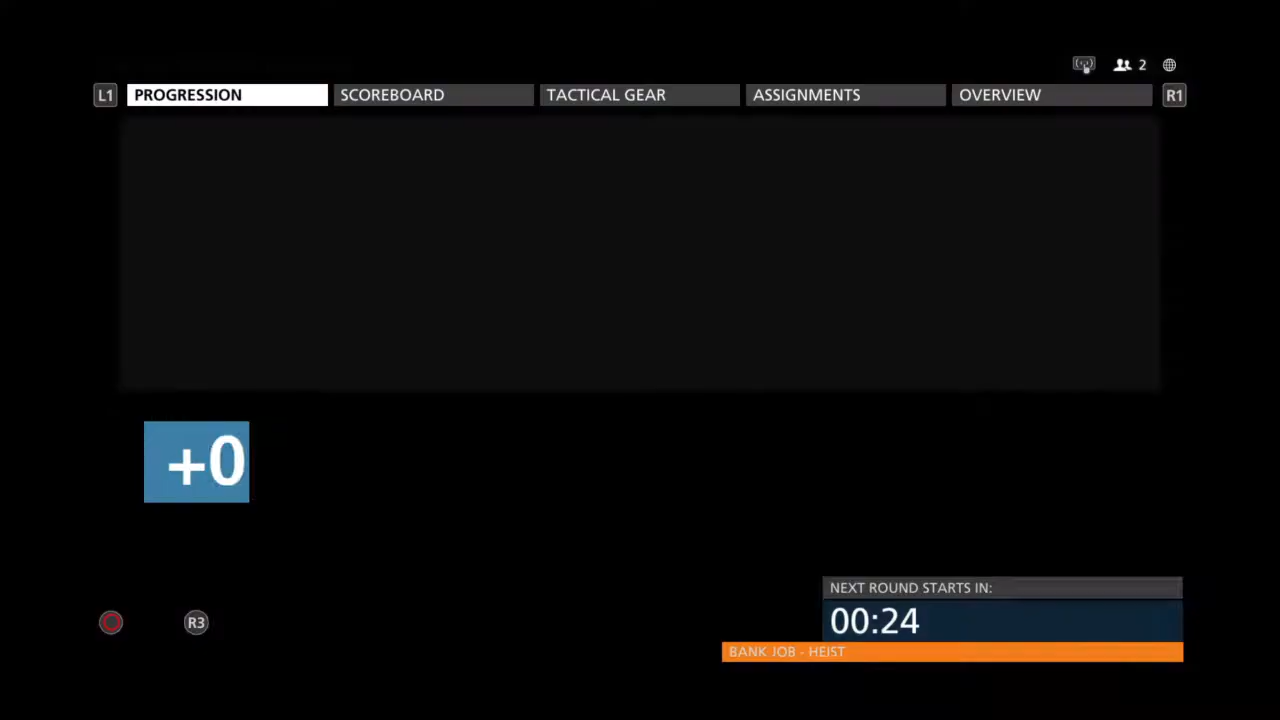 2
L1 PROGRESSION SCOREBOARD TACTICAL GEAR ASSIGNMENTS OVERVIEW R1
+0
NEXT ROUND STARTS IN:
R3 00:24
BANK JOB - HEIST